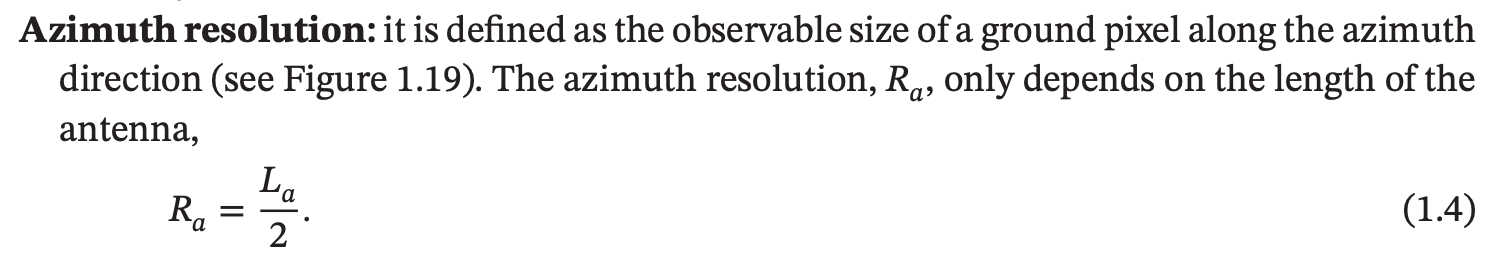 Azimuth resolution: it is defined as the observable size of a ground pixel along the azimuth
direction (see Figure 1.19). The azimuth resolution, Rₐ, only depends on the length of the
antenna,
Rₐ = Lₐ/2. (1.4)